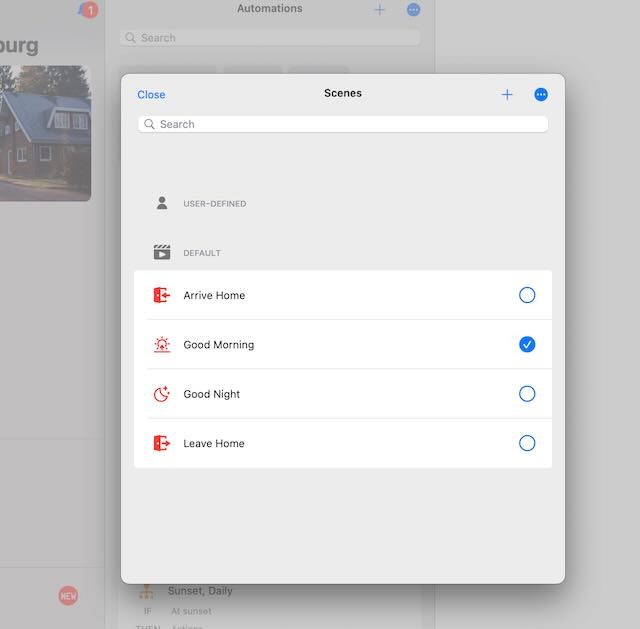 1
Automations
burg
Search
Close
Scenes
Search
USER-DEFINED
DEFAULT
Arrive Home
Good Morning
Good Night
Leave Home
Sunset, Daily
NEW
IF At sunset
THEN Actions